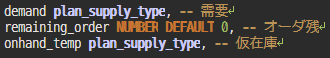 demand plan_supply_type, -- 需要↵
remaining_order NUMBER DEFAULT 0, -- オーダ残↵
onhand_temp plan_supply_type, -- 仮在庫↵